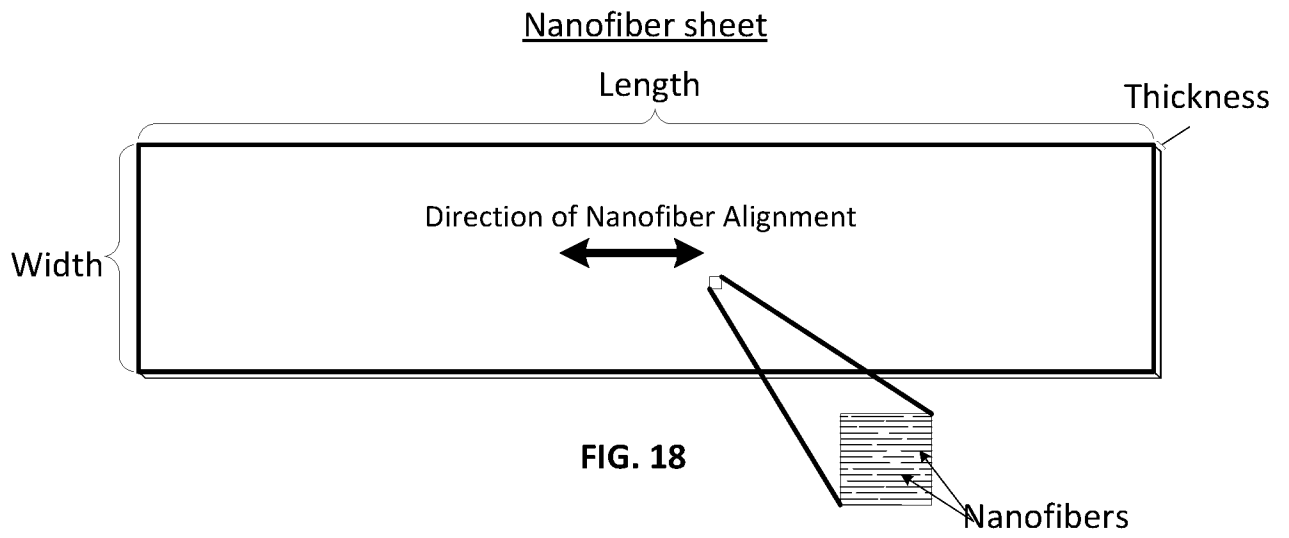 Nanofiber sheet
Length
Thickness
Direction of Nanofiber Alignment
Width
FIG. 18
Nanofibers